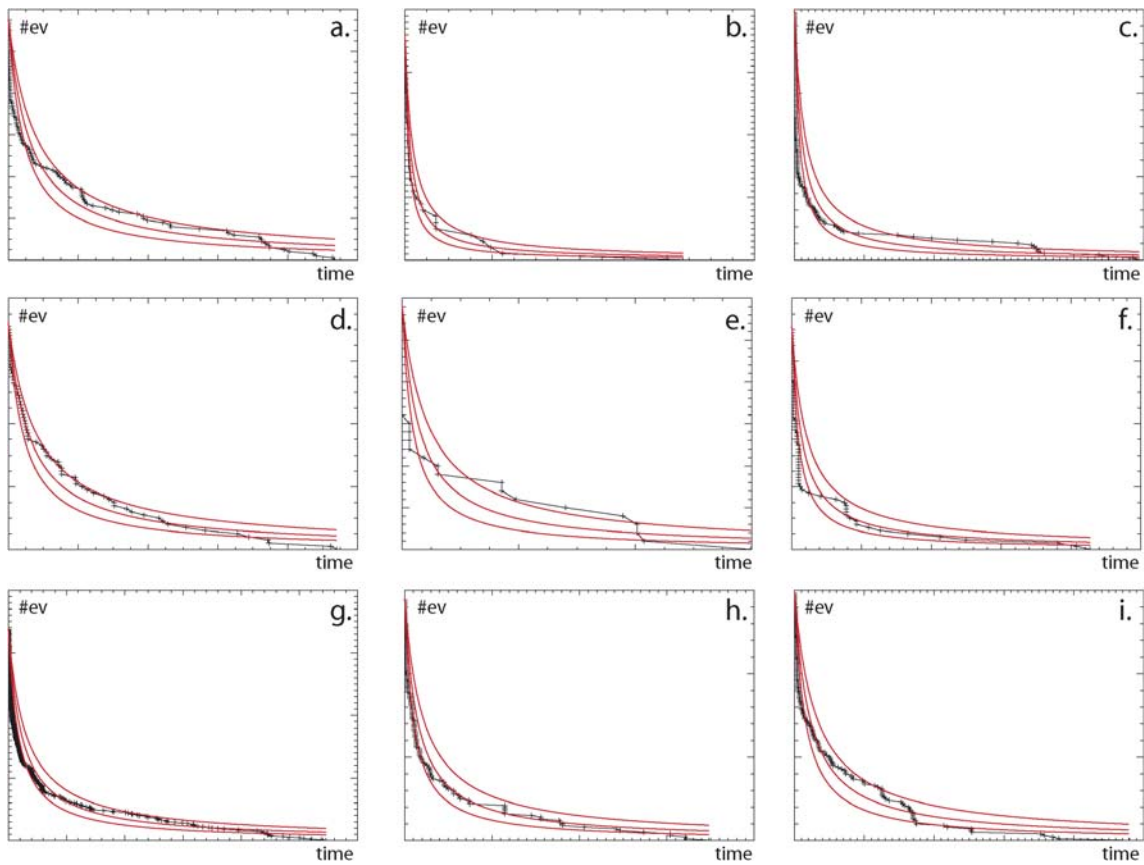 #ev a.
time
#ev b.
time
#ev c.
time
#ev d.
time
#ev e.
time
#ev f.
time
#ev g.
time
#ev h.
time
#ev i.
time